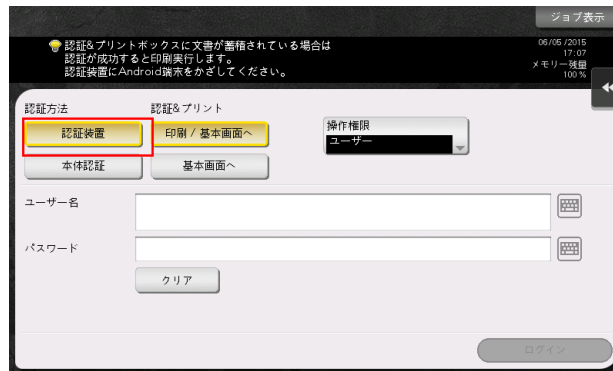 ジョブ表示
認証&プリントボックスに文書が蓄積されている場合は
認証が成功すると印刷実行します。
認証装置にAndroid端末をかざしてください。
06/05 /2015
17:07
メモリー残量
100 %
認証方法 認証&プリント
認証装置 印刷 / 基本画面へ
操作権限
ユーザー
本体認証 基本画面へ
ユーザー名
パスワード
クリア
ログイン